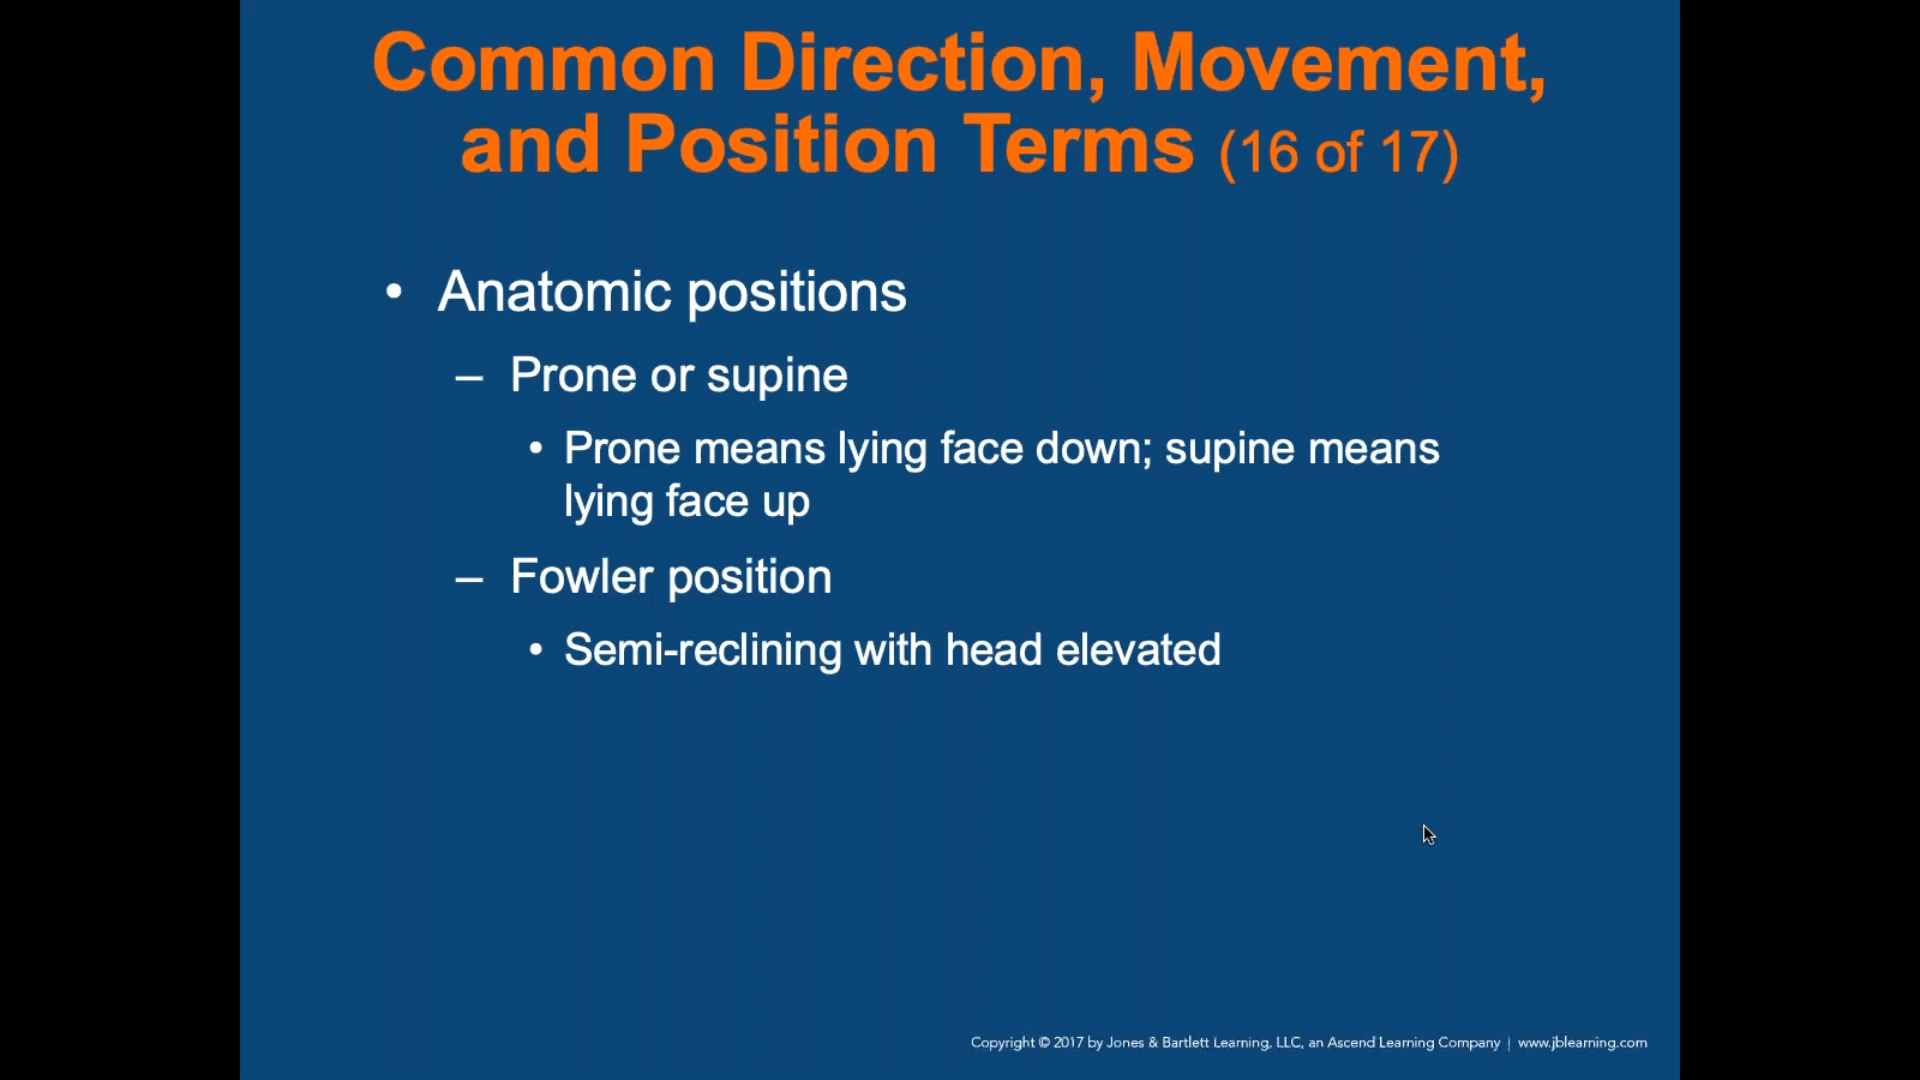 Common Direction, Movement,
and Position Terms (16 of 17)
• Anatomic positions
– Prone or supine
• Prone means lying face down; supine means
lying face up
– Fowler position
• Semi-reclining with head elevated
Copyright © 2017 by Jones & Bartlett Learning, LLC, an Ascend Learning Company | www.jblearning.com